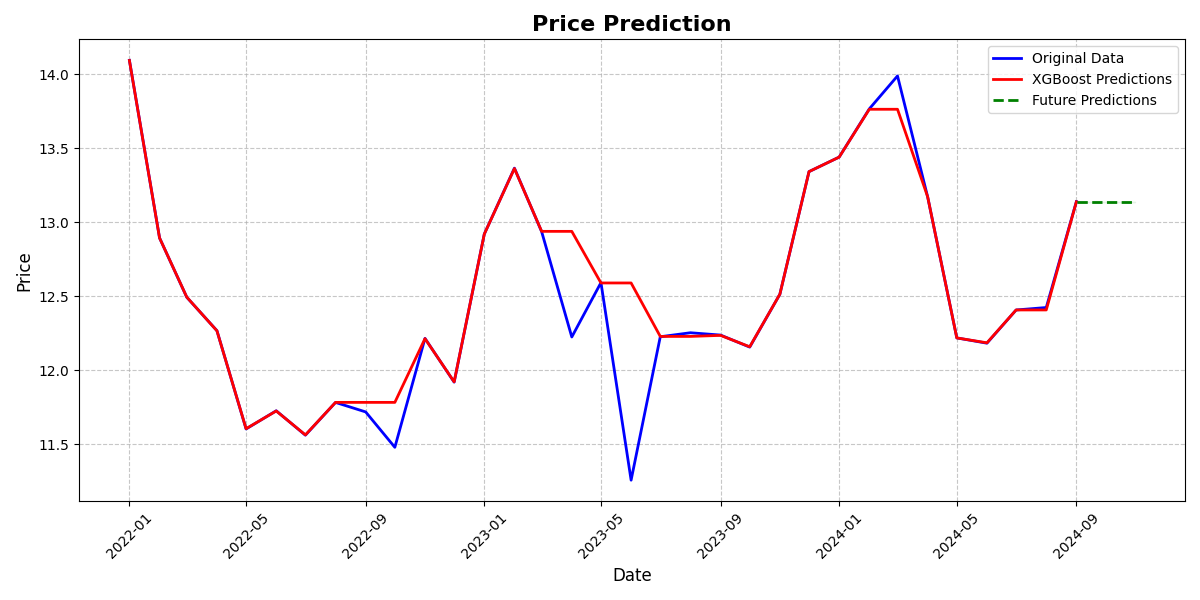 Price Prediction
Original Data
XGBoost Predictions
Future Predictions
Price
14.0
13.5
13.0
12.5
12.0
11.5
2022-01
2022-05
2022-09
2023-01
2023-05
2023-09
2024-01
2024-05
2024-09
Date